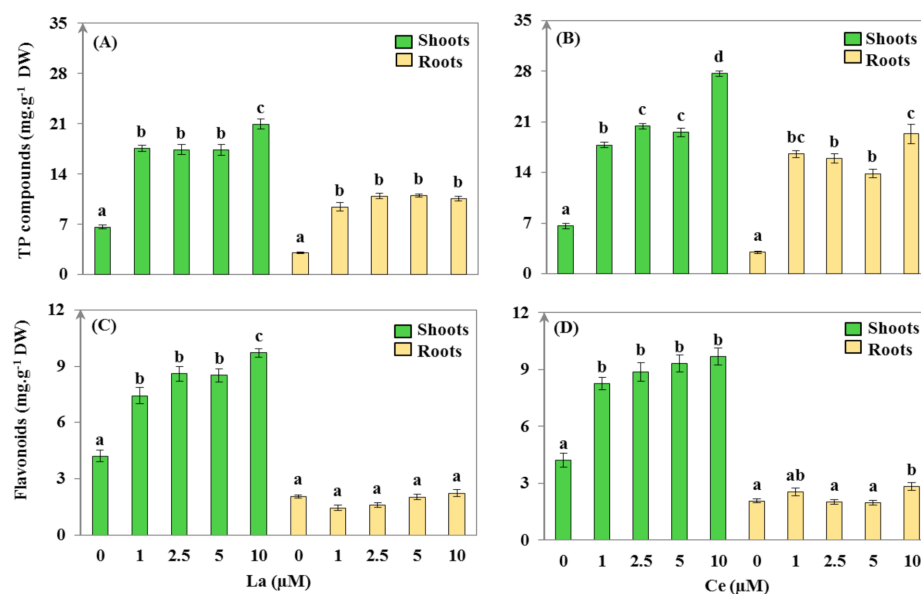 35
28
21
14
7
0
TP compounds (mg.g⁻¹ DW)
(A)
Shoots
Roots
a b b b c a b b b b
35
28
21
14
7
0
(B)
Shoots
Roots
a b c c d a bc b b c
12
9
6
3
0
Flavonoids (mg.g⁻¹ DW)
(C)
Shoots
Roots
a b b b c a a a a a
0 1 2.5 5 10 0 1 2.5 5 10
La (µM)
12
9
6
3
0
(D)
Shoots
Roots
a b b b b a ab a a b
0 1 2.5 5 10 0 1 2.5 5 10
Ce (µM)